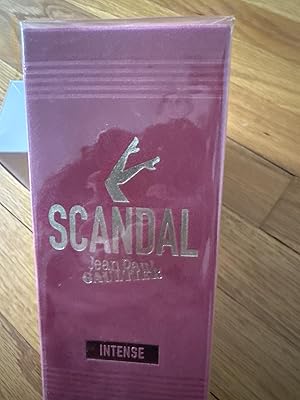 SCANDAL
Jean Paul
GAULTIER
INTENSE